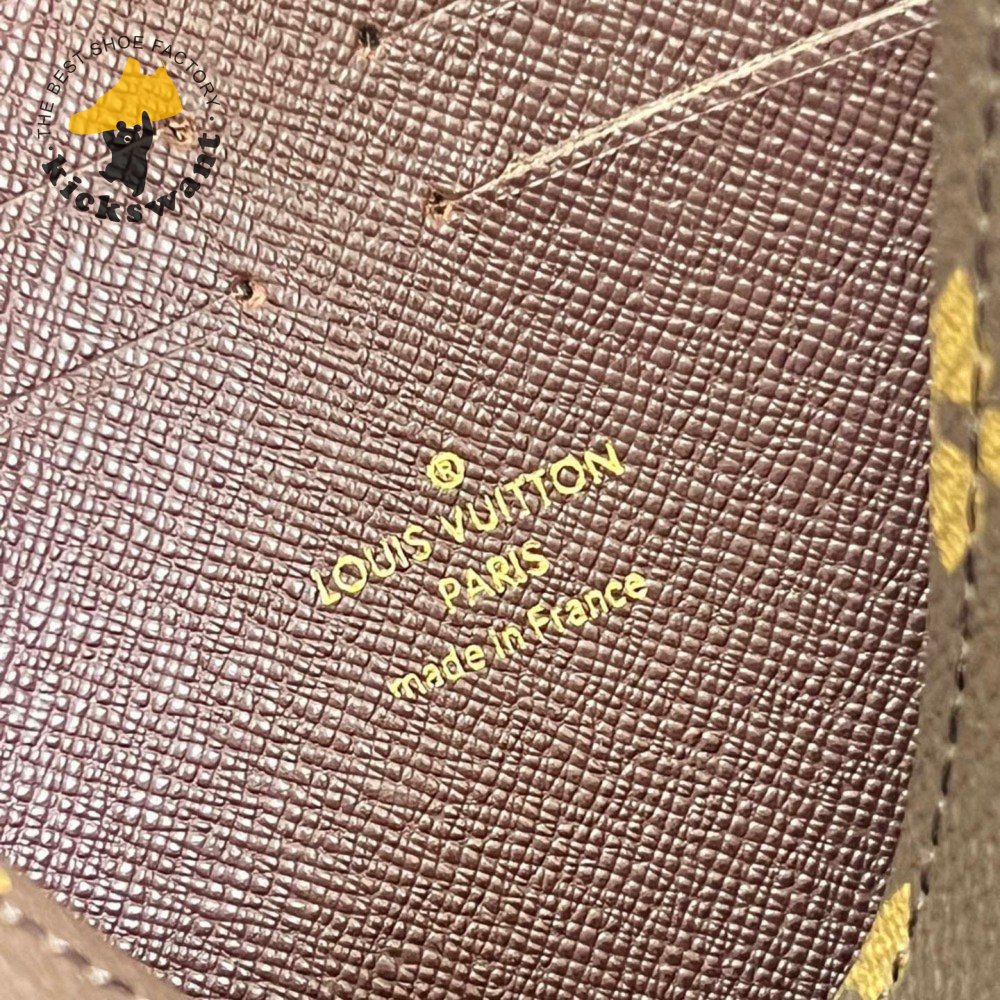 · THE BEST SHOE FACTORY ·
kickswant
®
LOUIS VUITTON
PARIS
made in France